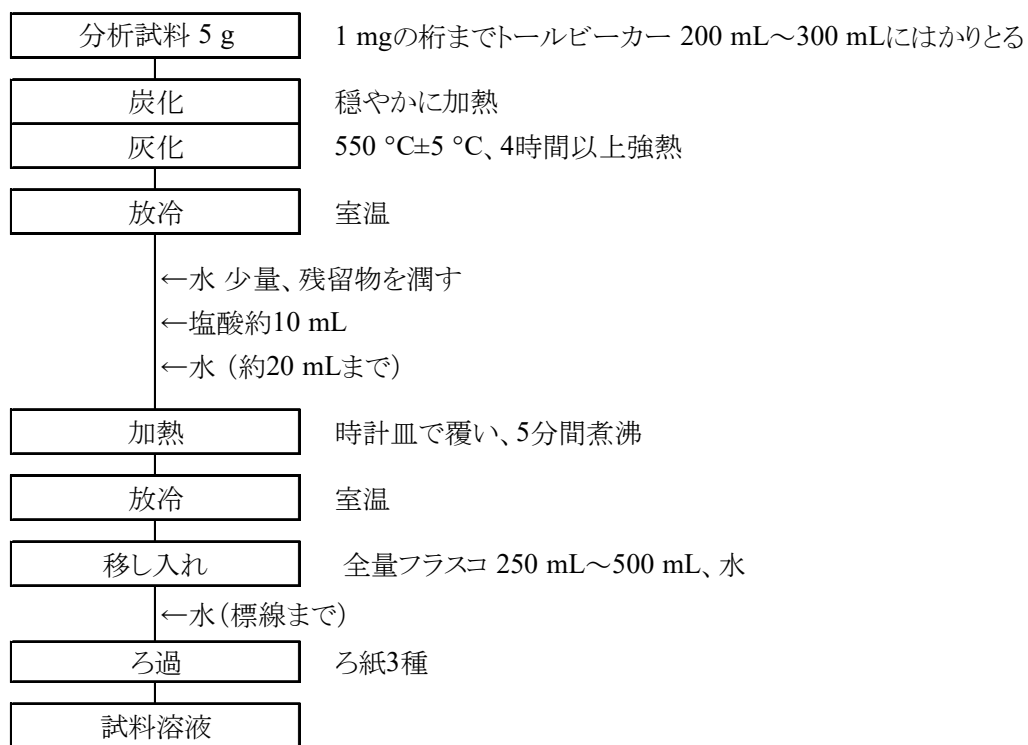 分析試料 5 g　1 mgの桁までトールビーカー 200 mL～300 mLにはかりとる
炭化　穏やかに加熱
灰化　550 °C±5 °C、4時間以上強熱
放冷　室温
←水 少量、残留物を潤す
←塩酸約10 mL
←水（約20 mLまで）
加熱　時計皿で覆い、5分間煮沸
放冷　室温
移し入れ　全量フラスコ 250 mL～500 mL、水
←水（標線まで）
ろ過　ろ紙3種
試料溶液